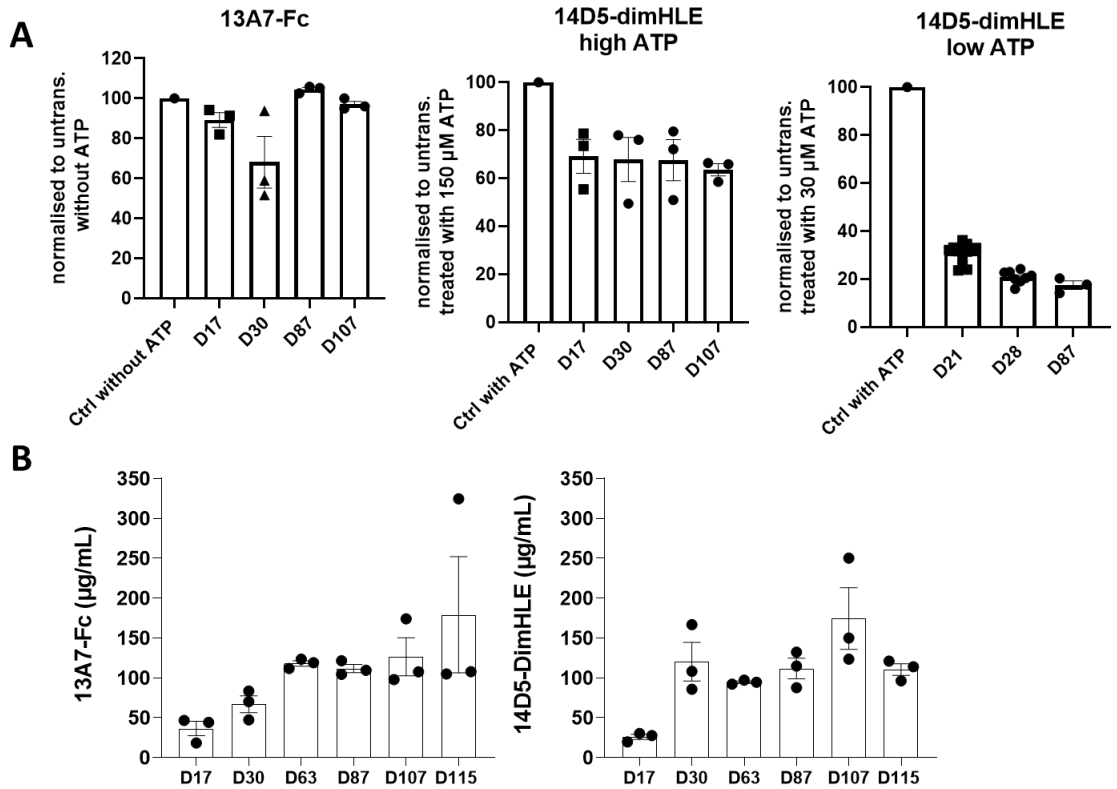 A
13A7-Fc
normalised to untrans.
without ATP
120
100
80
60
40
20
0
Ctrl without ATP
D17
D30
D87
D107
14D5-dimHLE
high ATP
normalised to untrans.
treated with 150 µM ATP
100
80
60
40
20
0
Ctrl with ATP
D17
D30
D87
D107
14D5-dimHLE
low ATP
normalised to untrans.
treated with 30 µM ATP
100
80
60
40
20
0
Ctrl with ATP
D21
D28
D87
B
13A7-Fc (µg/mL)
350
300
250
200
150
100
50
0
D17 D30 D63 D87 D107 D115
14D5-DimHLE (µg/mL)
350
300
250
200
150
100
50
0
D17 D30 D63 D87 D107 D115